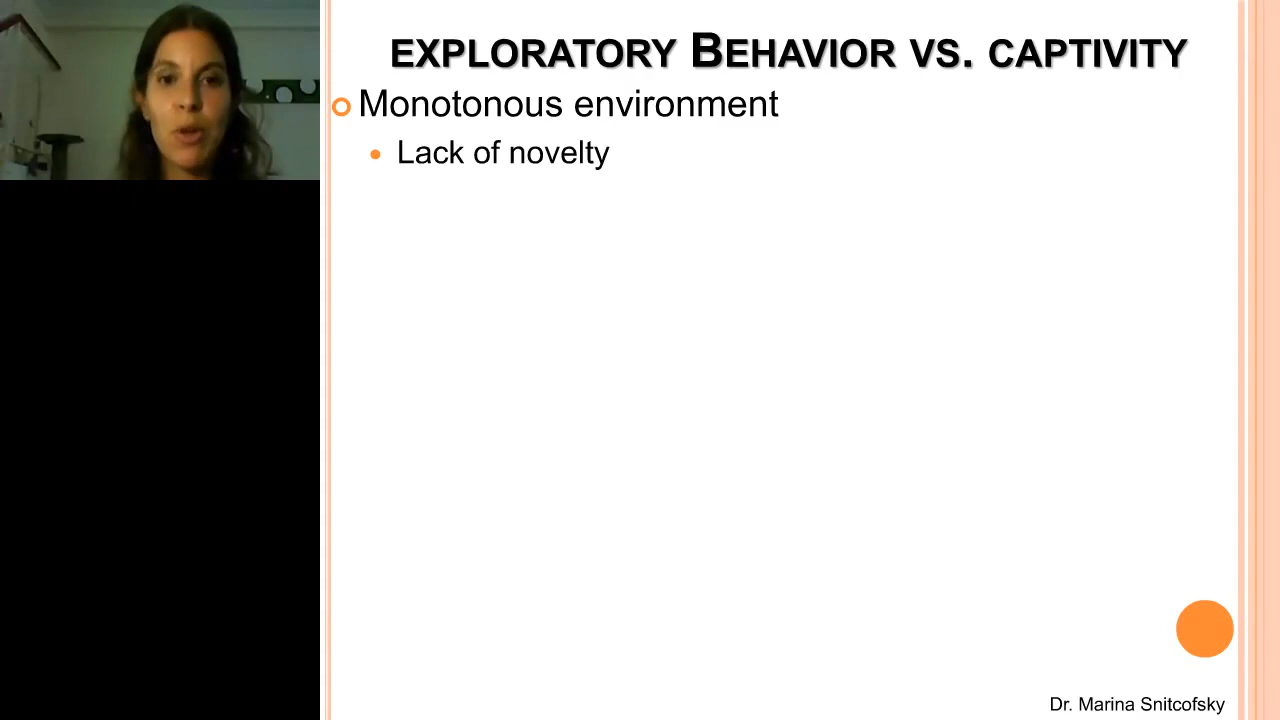 EXPLORATORY BEHAVIOR VS. CAPTIVITY
Monotonous environment
Lack of novelty
Dr. Marina Snitcofsky